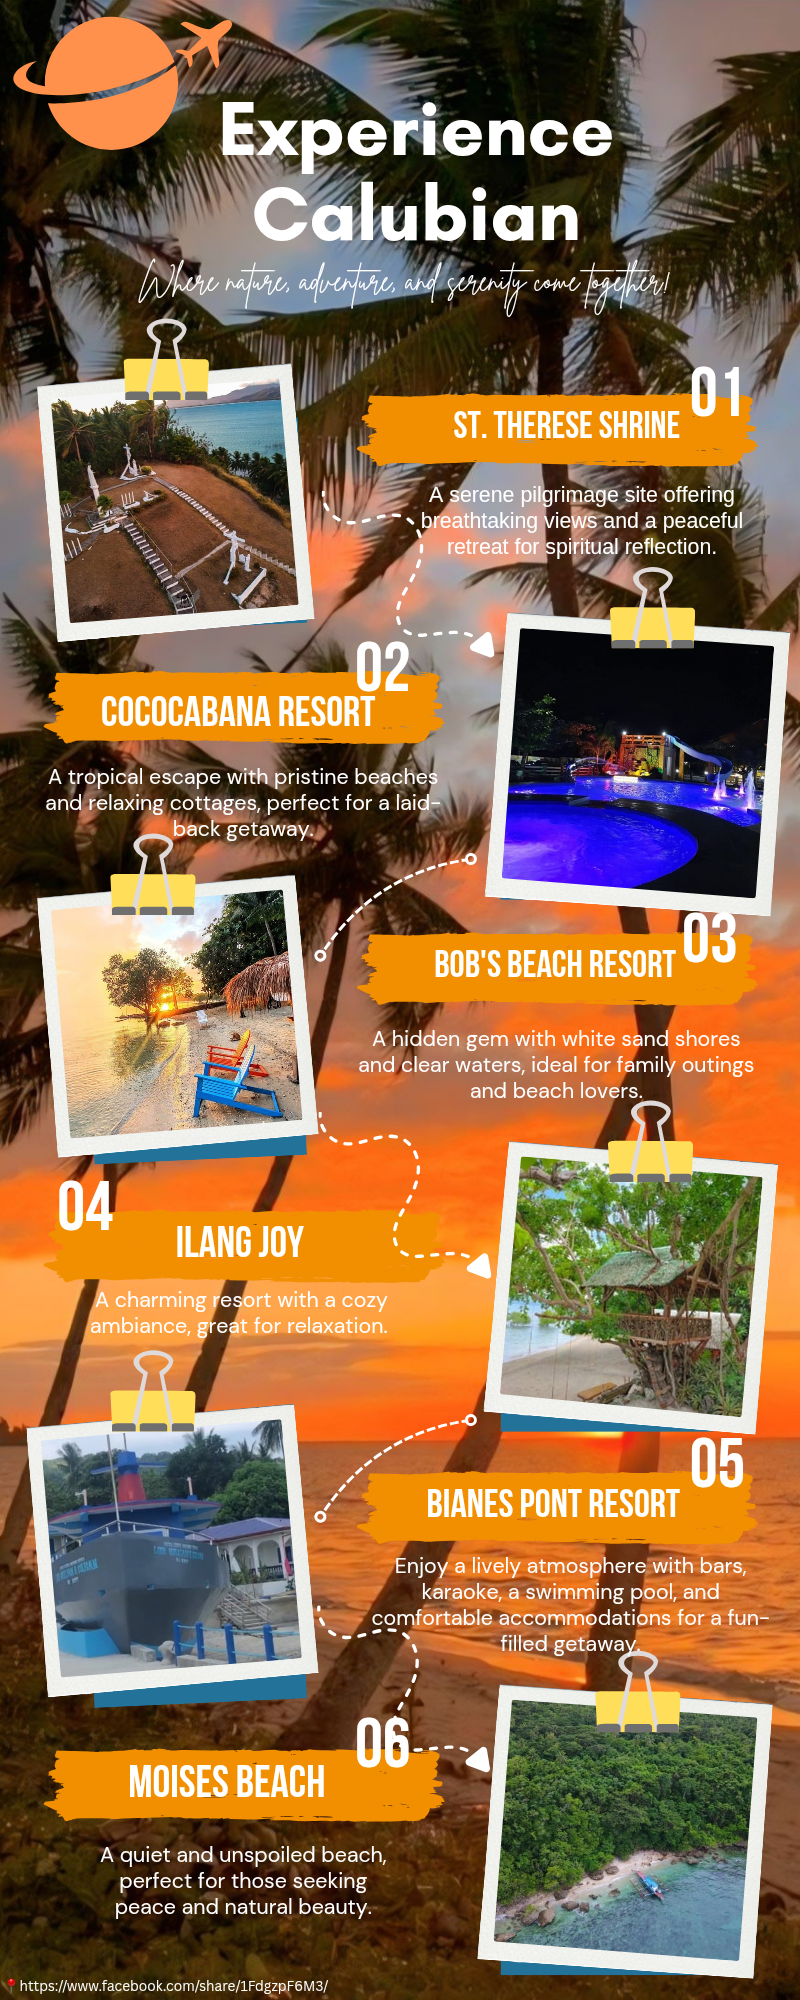 Experience
Calubian
Where nature, adventure, and serenity come together!
01
ST. THERESE SHRINE
A serene pilgrimage site offering
breathtaking views and a peaceful
retreat for spiritual reflection.
02
COCOCABANA RESORT
A tropical escape with pristine beaches
and relaxing cottages, perfect for a laid-
back getaway.
03
BOB'S BEACH RESORT
A hidden gem with white sand shores
and clear waters, ideal for family outings
and beach lovers.
04
ILANG JOY
A charming resort with a cozy
ambiance, great for relaxation.
05
BIANES PONT RESORT
Enjoy a lively atmosphere with bars,
karaoke, a swimming pool, and
comfortable accommodations for a fun-
filled getaway.
06
MOISES BEACH
A quiet and unspoiled beach,
perfect for those seeking
peace and natural beauty.
https://www.facebook.com/share/1FdgzpF6M3/